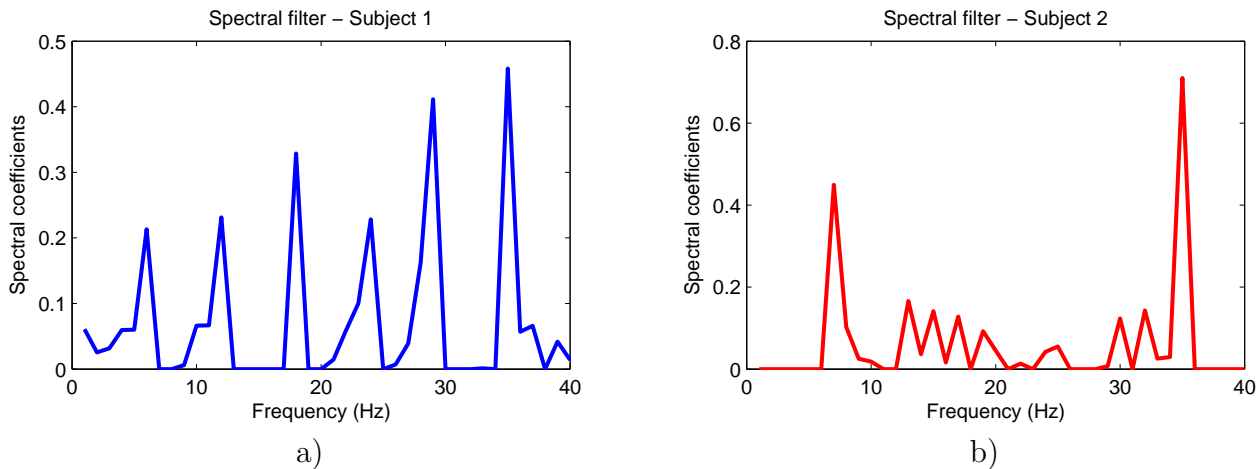 Spectral filter − Subject 1
0.5
0.4
0.3
0.2
0.1
0
Spectral coefficients
0 10 20 30 40
Frequency (Hz)
a)
Spectral filter − Subject 2
0.8
0.6
0.4
0.2
0
Spectral coefficients
0 10 20 30 40
Frequency (Hz)
b)